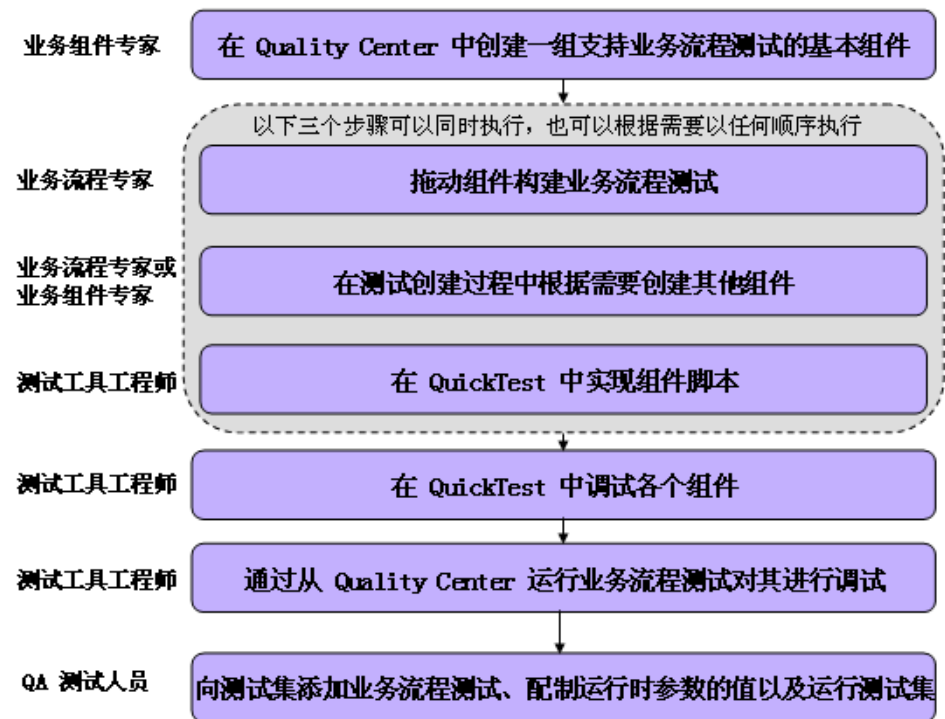 业务组件专家
在 Quality Center 中创建一组支持业务流程测试的基本组件
以下三个步骤可以同时执行，也可以根据需要以任何顺序执行
业务流程专家
拖动组件构建业务流程测试
业务流程专家或
业务组件专家
在测试创建过程中根据需要创建其他组件
测试工具工程师
在 QuickTest 中实现组件脚本
测试工具工程师
在 QuickTest 中调试各个组件
测试工具工程师
通过从 Quality Center 运行业务流程测试对其进行调试
QA 测试人员
向测试集添加业务流程测试、配制运行时参数的值以及运行测试集